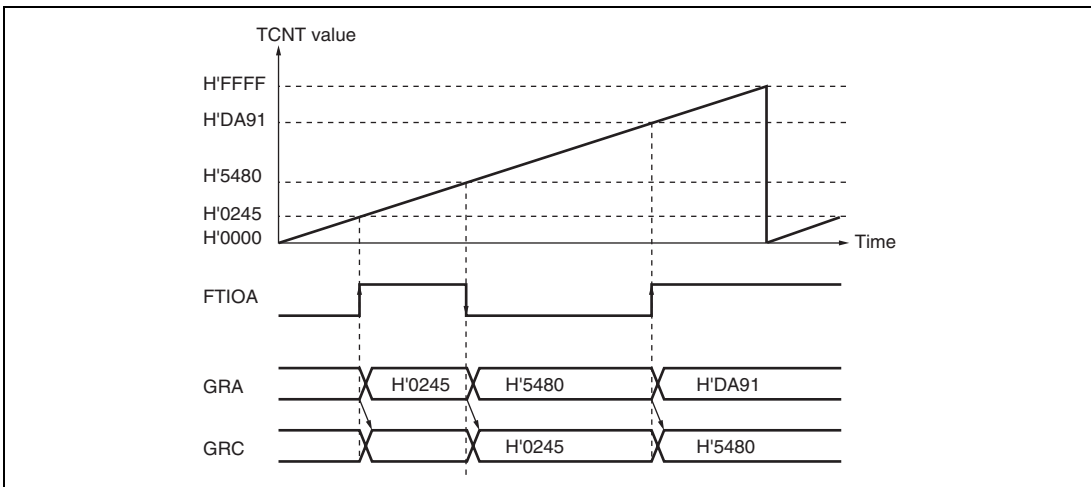 TCNT value
H'FFFF
H'DA91
H'5480
H'0245
H'0000
Time
FTIOA
GRA H'0245 H'5480 H'DA91
GRC H'0245 H'5480